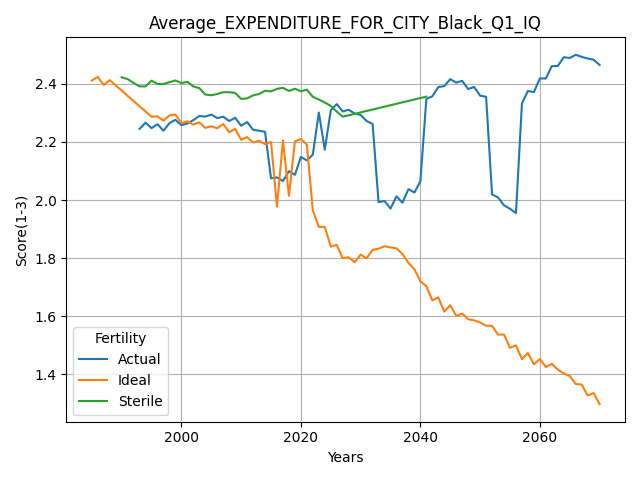 Average_EXPENDITURE_FOR_CITY_Black_Q1_IQ
Score(1-3)
2.4
2.2
2.0
1.8
1.6
1.4
Fertility
Actual
Ideal
Sterile
2000
2020
2040
2060
Years